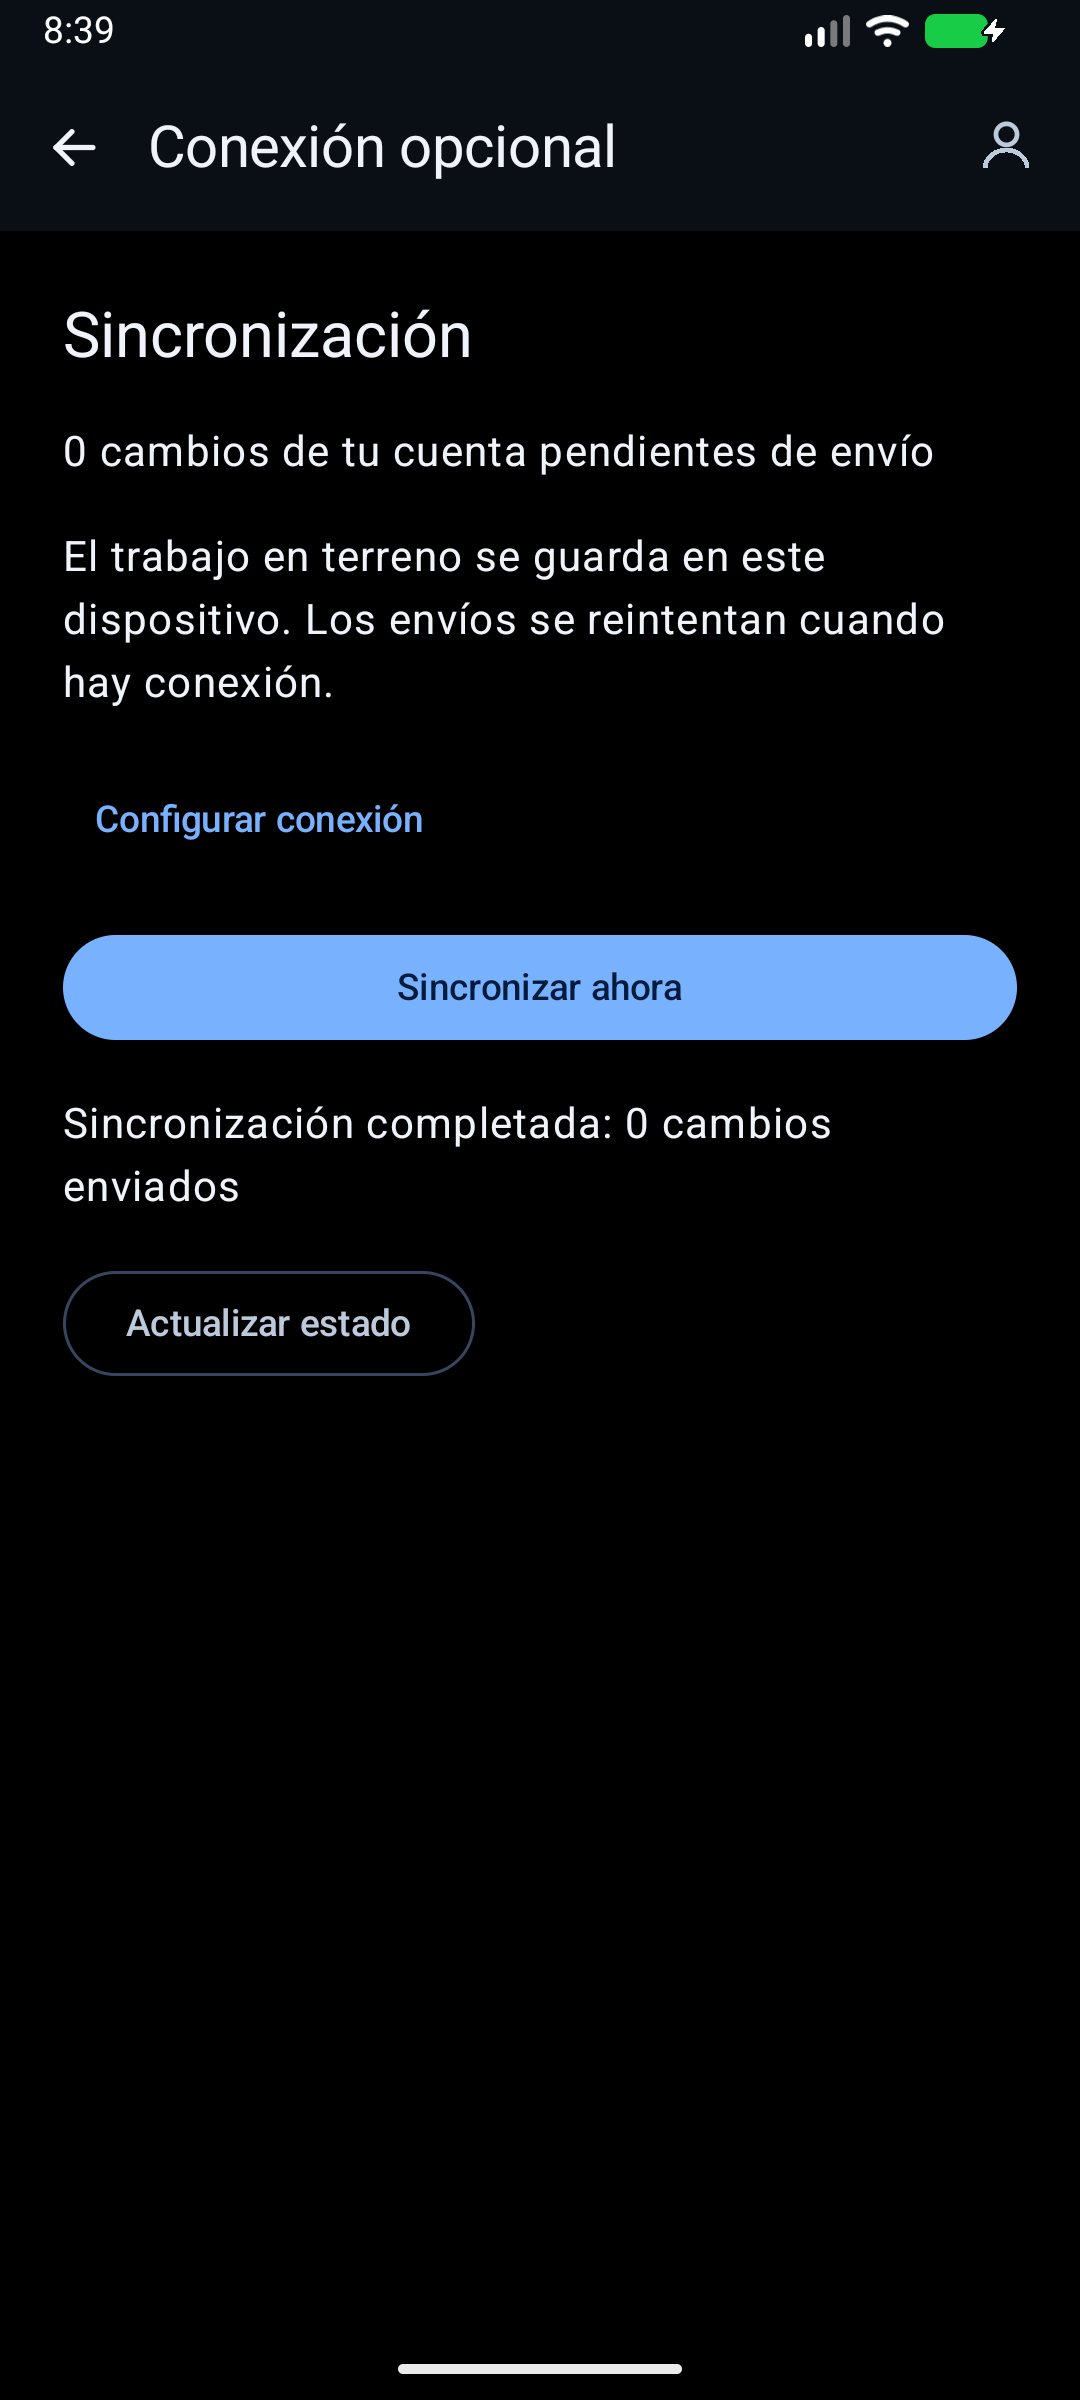 8:39
Conexión opcional
Sincronización
0 cambios de tu cuenta pendientes de envío
El trabajo en terreno se guarda en este
dispositivo. Los envíos se reintentan cuando
hay conexión.
Configurar conexión
Sincronizar ahora
Sincronización completada: 0 cambios
enviados
Actualizar estado